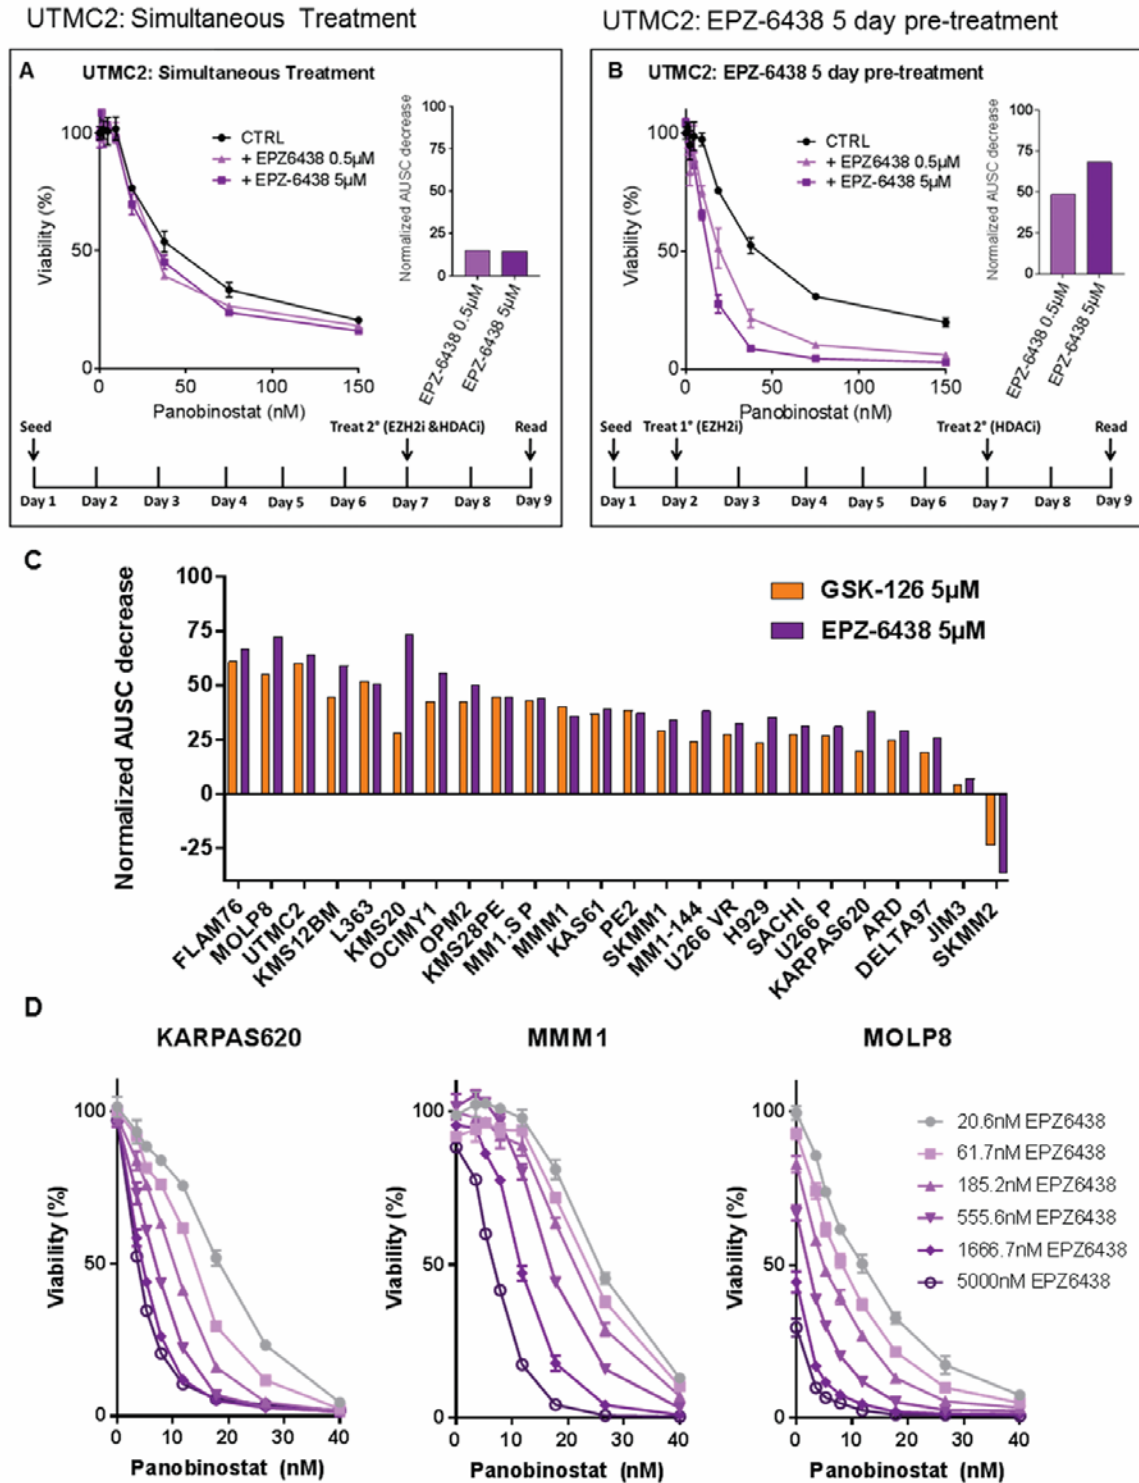 UTMC2: Simultaneous Treatment
UTMC2: EPZ-6438 5 day pre-treatment
A
UTMC2: Simultaneous Treatment
CTRL
+ EPZ6438 0.5µM
+ EPZ-6438 5µM
Viability (%)
100
50
0
0 50 100 150
Panobinostat (nM)
Normalized AUSC decrease
100
75
50
25
0
EPZ-6438 0.5µM
EPZ-6438 5µM
Seed
Treat 2° (EZH2i &HDACi)
Read
Day 1 Day 2 Day 3 Day 4 Day 5 Day 6 Day 7 Day 8 Day 9
B
UTMC2: EPZ-6438 5 day pre-treatment
CTRL
+ EPZ6438 0.5µM
+ EPZ-6438 5µM
Viability (%)
100
50
0
0 50 100 150
Panobinostat (nM)
Normalized AUSC decrease
100
75
50
25
0
EPZ-6438 0.5µM
EPZ-6438 5µM
Seed
Treat 1° (EZH2i)
Treat 2° (HDACi)
Read
Day 1 Day 2 Day 3 Day 4 Day 5 Day 6 Day 7 Day 8 Day 9
C
Normalized AUSC decrease
100
75
50
25
0
-25
GSK-126 5µM
EPZ-6438 5µM
FLAM76
MOLP8
UTMC2
KMS12BM
L363
KMS20
OCIMY1
OPM2
KMS28PE
MM1.S P
MMM1
KAS61
PE2
SKMM1
MM1-144
U266 VR
H929
SACHI
U266 P
KARPAS620
ARD
DELTA97
JIM3
SKMM2
D
KARPAS620
Viability (%)
100
50
0
0 10 20 30 40
Panobinostat (nM)
MMM1
Viability (%)
100
50
0
0 10 20 30 40
Panobinostat (nM)
MOLP8
Viability (%)
100
50
0
0 10 20 30 40
Panobinostat (nM)
20.6nM EPZ6438
61.7nM EPZ6438
185.2nM EPZ6438
555.6nM EPZ6438
1666.7nM EPZ6438
5000nM EPZ6438